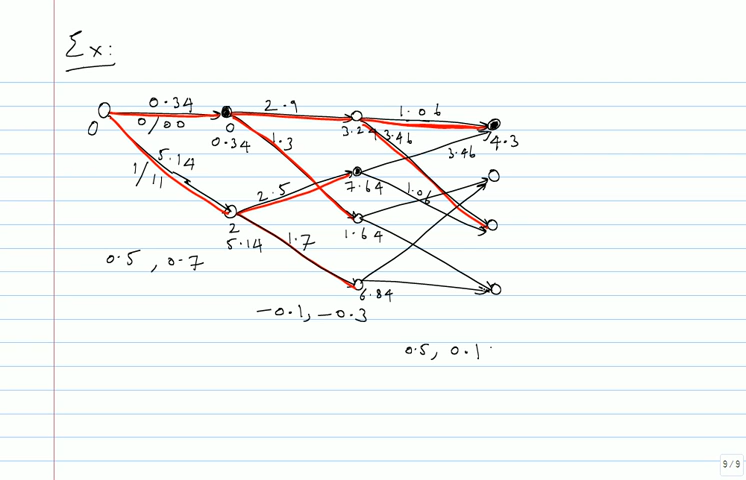 Ex:
0.34 2.9 1.06
0 0/00 0 3.24 3.46 4.3
0.34 1.3 3.46
5.14
1/11 2.5 7.64 1.06
2 1.64
5.14 1.7
0.5, 0.7
6.84
-0.1, -0.3
0.5, 0.1
9/9